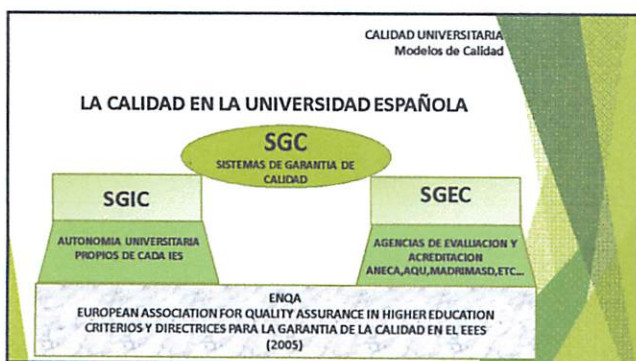 CALIDAD UNIVERSITARIA
Modelos de Calidad
LA CALIDAD EN LA UNIVERSIDAD ESPAÑOLA
SGC
SISTEMAS DE GARANTIA DE
CALIDAD
SGIC
SGEC
AUTONOMIA UNIVERSITARIA
PROPIOS DE CADA IES
AGENCIAS DE EVALUACION Y
ACREDITACION
ANECA,AQU,MADRIMASD,ETC...
ENQA
EUROPEAN ASSOCIATION FOR QUALITY ASSURANCE IN HIGHER EDUCATION
CRITERIOS Y DIRECTRICES PARA LA GARANTIA DE LA CALIDAD EN EL EEES
(2005)